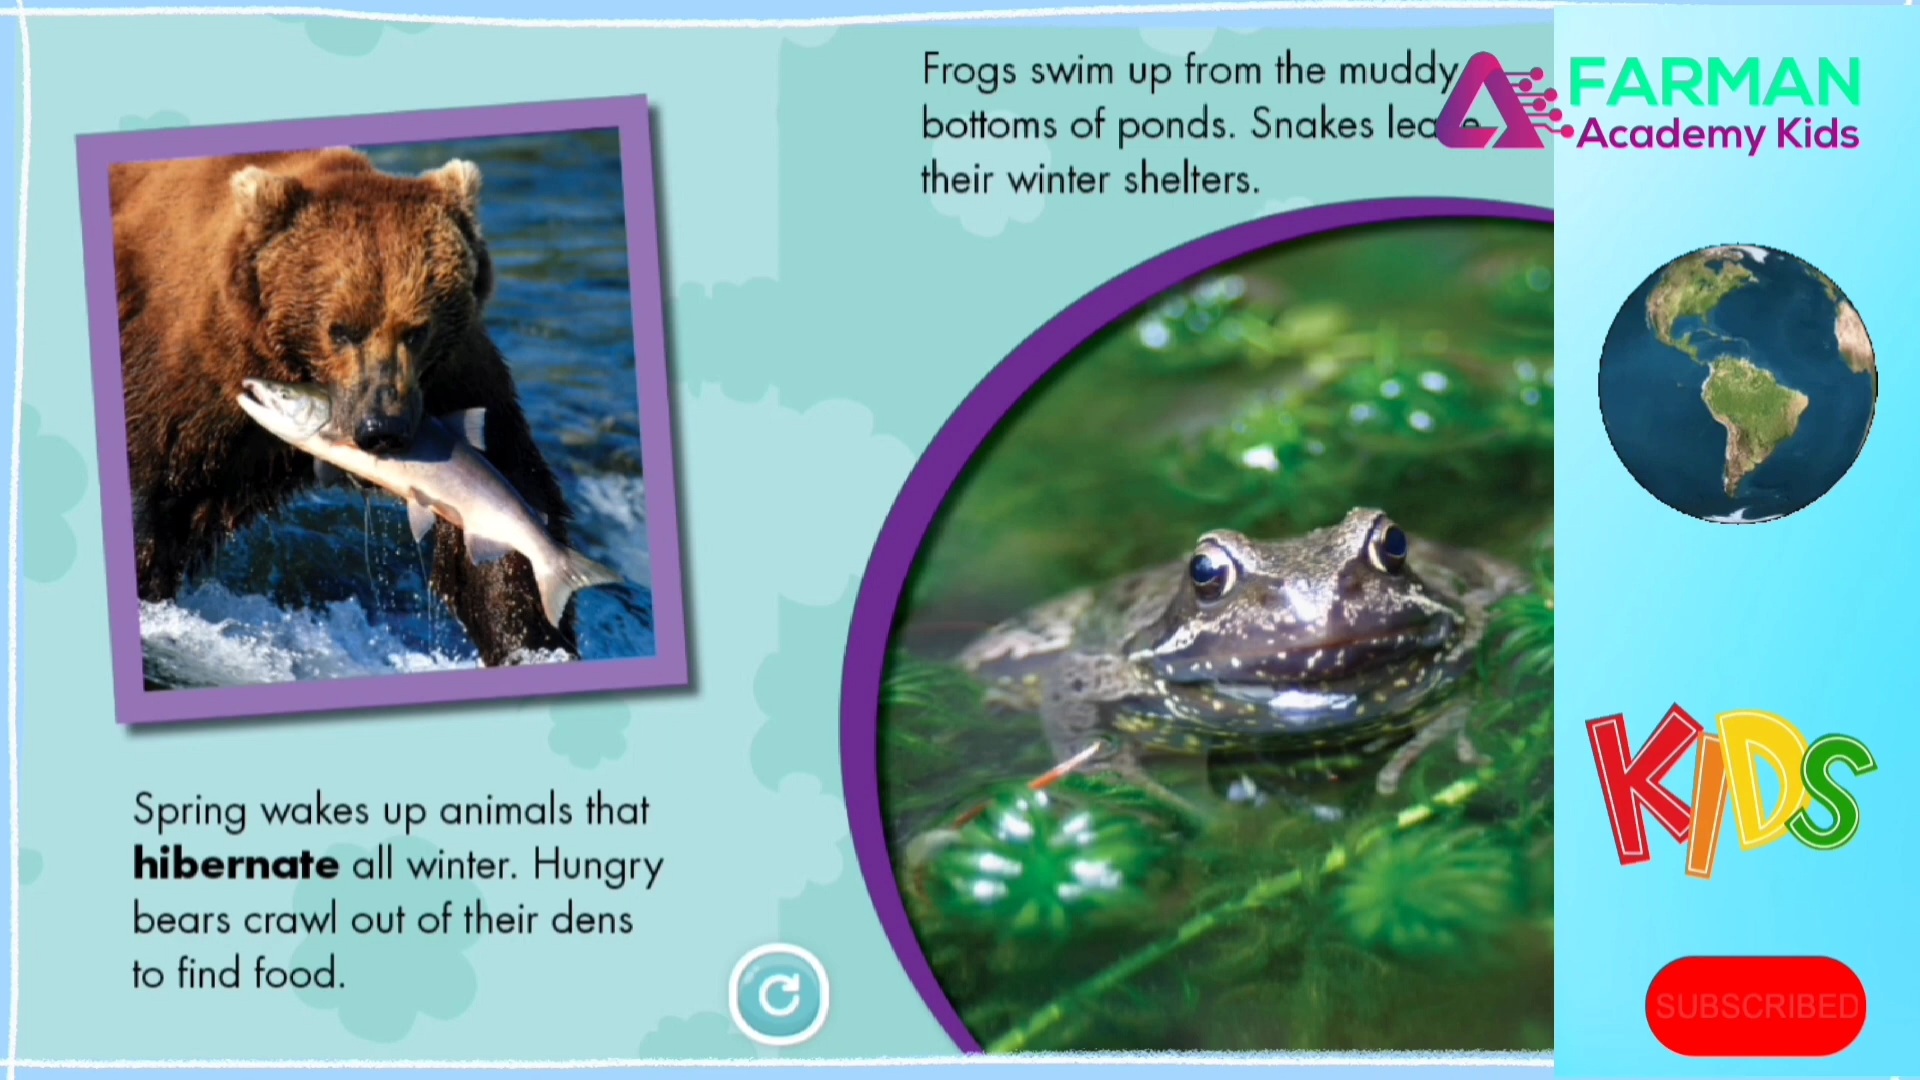 Spring wakes up animals that
hibernate all winter. Hungry
bears crawl out of their dens
to find food.
Frogs swim up from the muddy
bottoms of ponds. Snakes
their winter shelters.
FARMAN
Academy Kids
KIDS
SUBSCRIBED